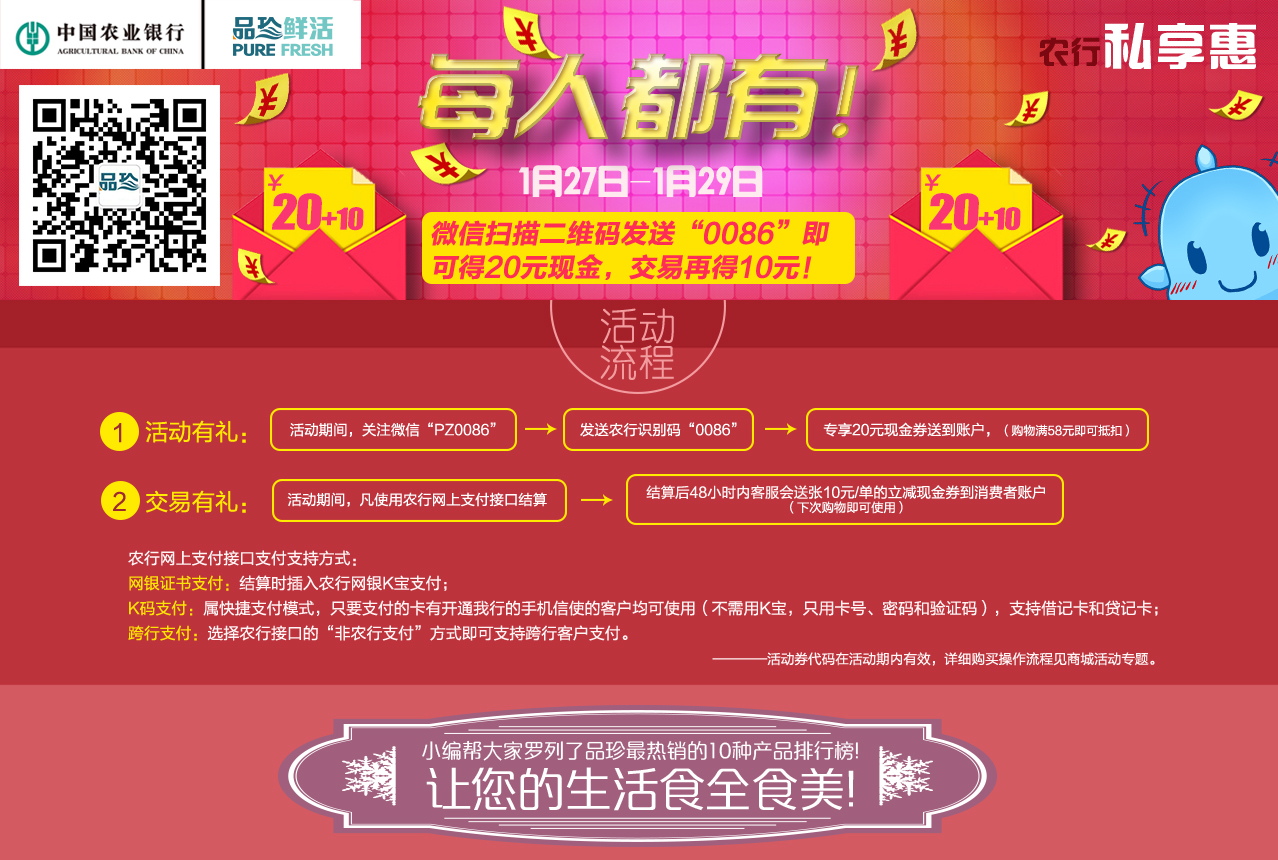 中国农业银行
AGRICULTURAL BANK OF CHINA
品珍鲜活
PURE FRESH
农行私享惠
每人都有!
品珍
1月27日—1月29日
¥
20+10
¥
20+10
微信扫描二维码发送“0086”即
可得20元现金，交易再得10元!
活动
流程
1 活动有礼：
活动期间，关注微信“PZ0086”
发送农行识别码“0086”
专享20元现金券送到账户，（购物满58元即可抵扣）
2 交易有礼：
活动期间，凡使用农行网上支付接口结算
结算后48小时内客服会送张10元/单的立减现金券到消费者账户
（下次购物即可使用）
农行网上支付接口支付支持方式：
网银证书支付：结算时插入农行网银K宝支付；
K码支付：属快捷支付模式，只要支付的卡有开通我行的手机信使的客户均可使用（不需用K宝，只用卡号、密码和验证码），支持借记卡和贷记卡；
跨行支付：选择农行接口的“非农行支付”方式即可支持跨行客户支付。
————活动券代码在活动期内有效，详细购买操作流程见商城活动专题。
小编帮大家罗列了品珍最热销的10种产品排行榜!
让您的生活食全食美!